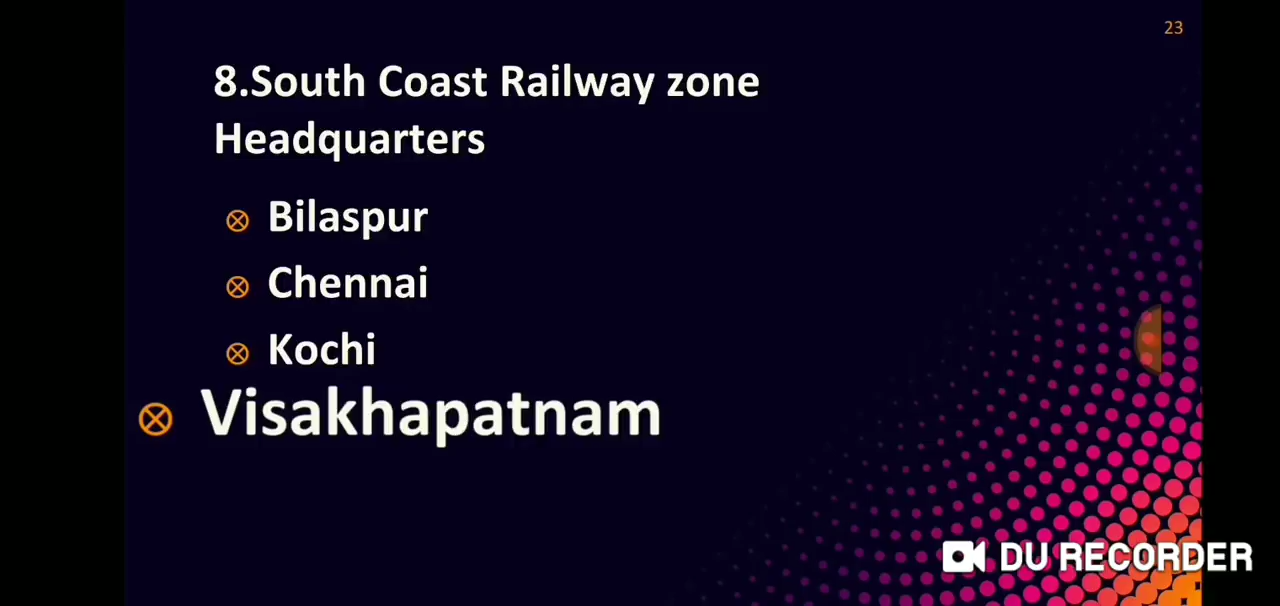 23
8.South Coast Railway zone
Headquarters
Bilaspur
Chennai
Kochi
Visakhapatnam
DU RECORDER